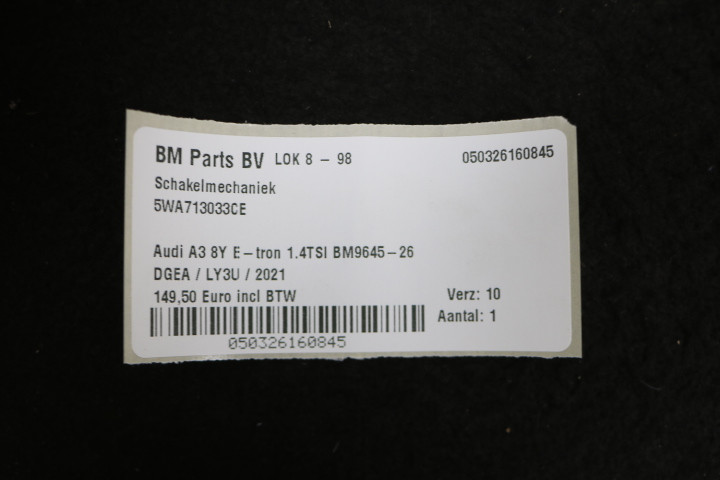 BM Parts BV LOK 8 - 98 050326160845
Schakelmechaniek
5WA713033CE
Audi A3 8Y E-tron 1.4TSI BM9645-26
DGEA / LY3U / 2021
149,50 Euro incl BTW Verz: 10
Aantal: 1
050326160845